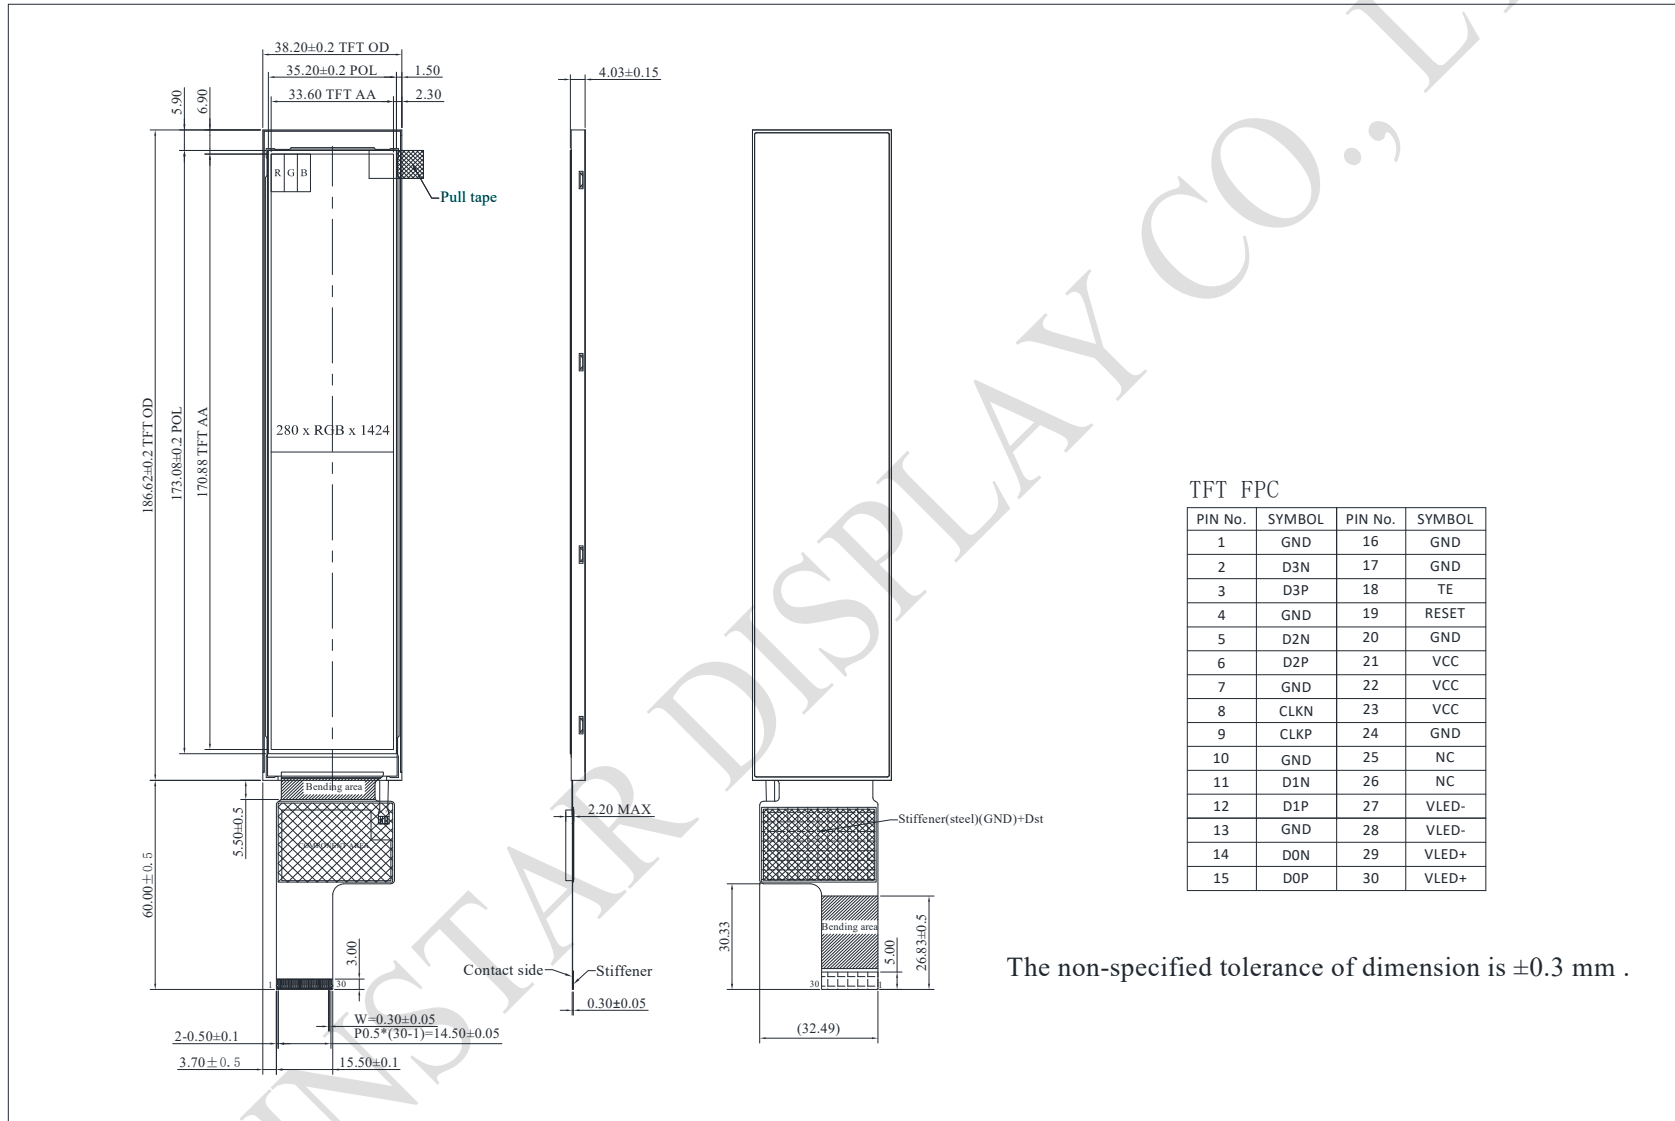 38.20±0.2 TFT OD
35.20±0.2 POL
1.50
33.60 TFT AA
2.30
5.90
6.90
4.03±0.15
R G B
Pull tape
280 x RGB x 1424
186.62±0.2 TFT OD
173.08±0.2 POL
170.88 TFT AA
Bending area
5.50±0.5
COMPONENT AREA
60.00±0.5
3.00
1
30
W=0.30±0.05
P0.5*(30-1)=14.50±0.05
2-0.50±0.1
3.70±0.5
15.50±0.1
2.20 MAX
Contact side
Stiffener
0.30±0.05
Stiffener(steel)(GND)+Dst
30.33
Bending area
5.00
26.83±0.5
30
1
(32.49)
TFT FPC
PIN No. SYMBOL PIN No. SYMBOL
1 GND 16 GND
2 D3N 17 GND
3 D3P 18 TE
4 GND 19 RESET
5 D2N 20 GND
6 D2P 21 VCC
7 GND 22 VCC
8 CLKN 23 VCC
9 CLKP 24 GND
10 GND 25 NC
11 D1N 26 NC
12 D1P 27 VLED-
13 GND 28 VLED-
14 D0N 29 VLED+
15 D0P 30 VLED+
The non-specified tolerance of dimension is ±0.3 mm .
NSTAR DISPLAY CO., L